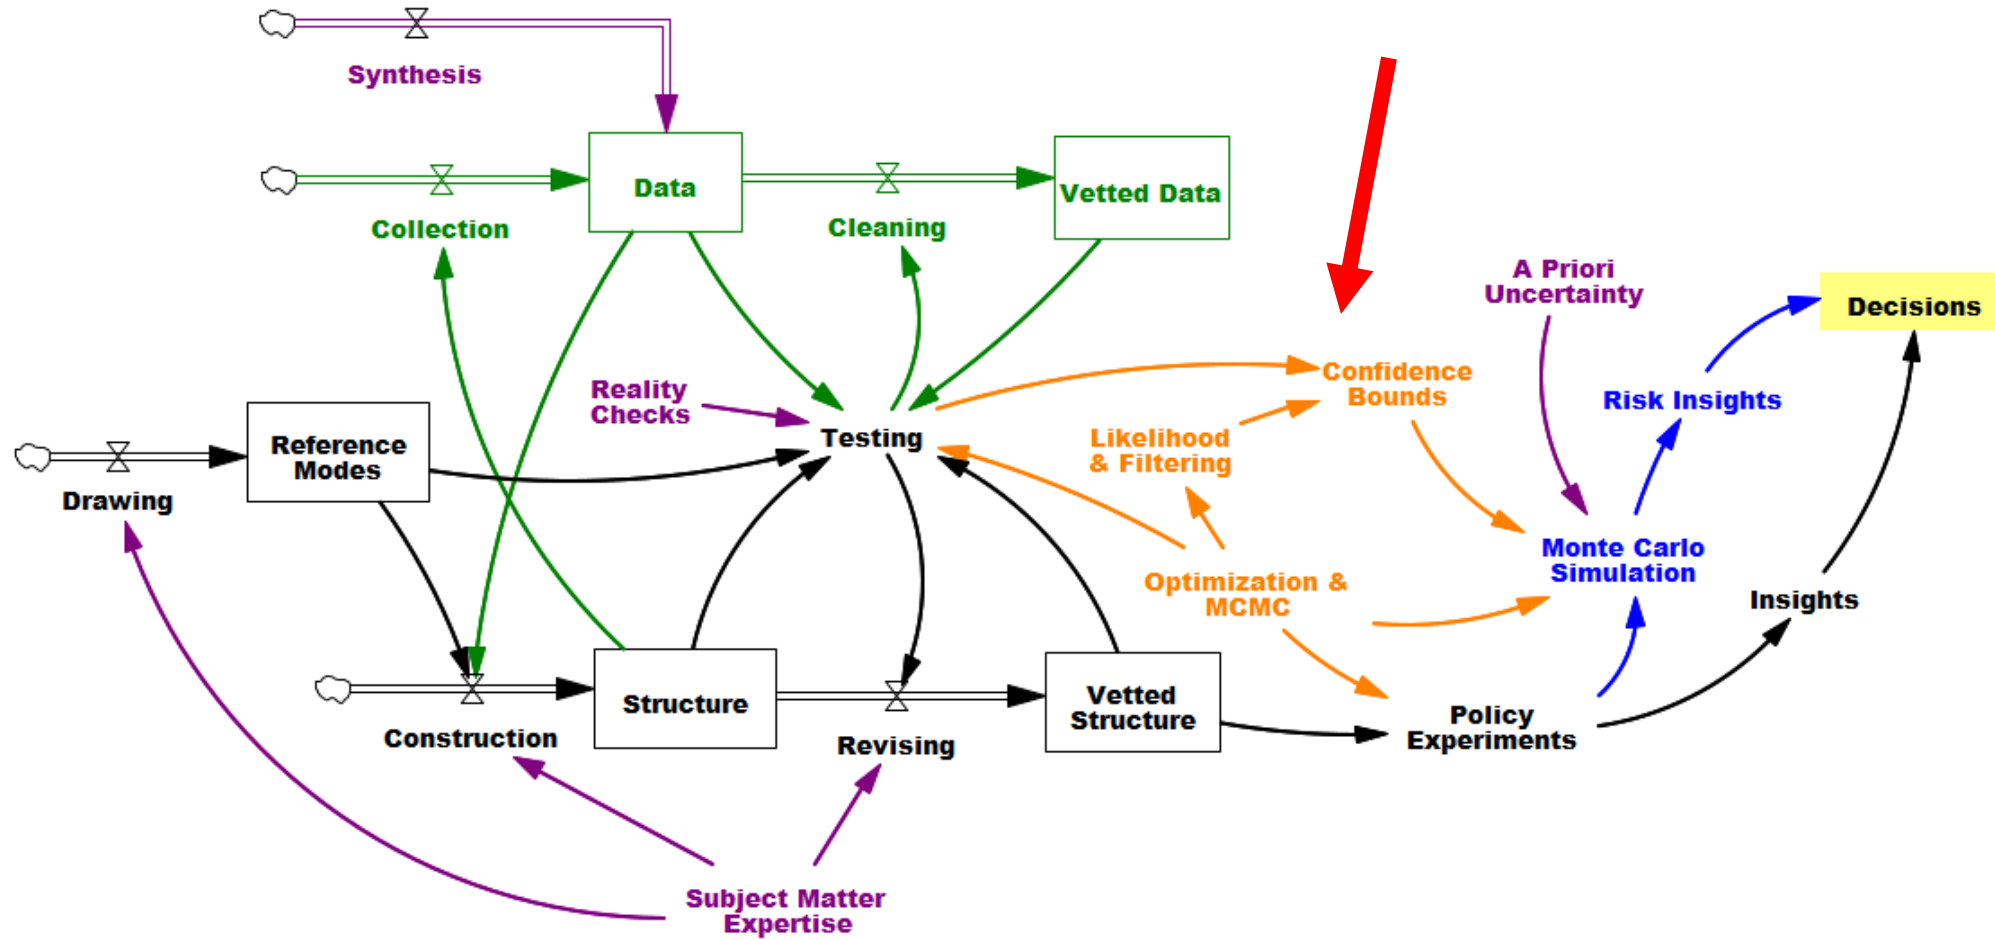 Synthesis
Data
Vetted Data
Collection
Cleaning
A Priori
Uncertainty
Decisions
Reality
Checks
Confidence
Bounds
Risk Insights
Testing
Likelihood
& Filtering
Reference
Modes
Drawing
Monte Carlo
Simulation
Optimization &
MCMC
Insights
Structure
Vetted
Structure
Policy
Experiments
Construction
Revising
Subject Matter
Expertise